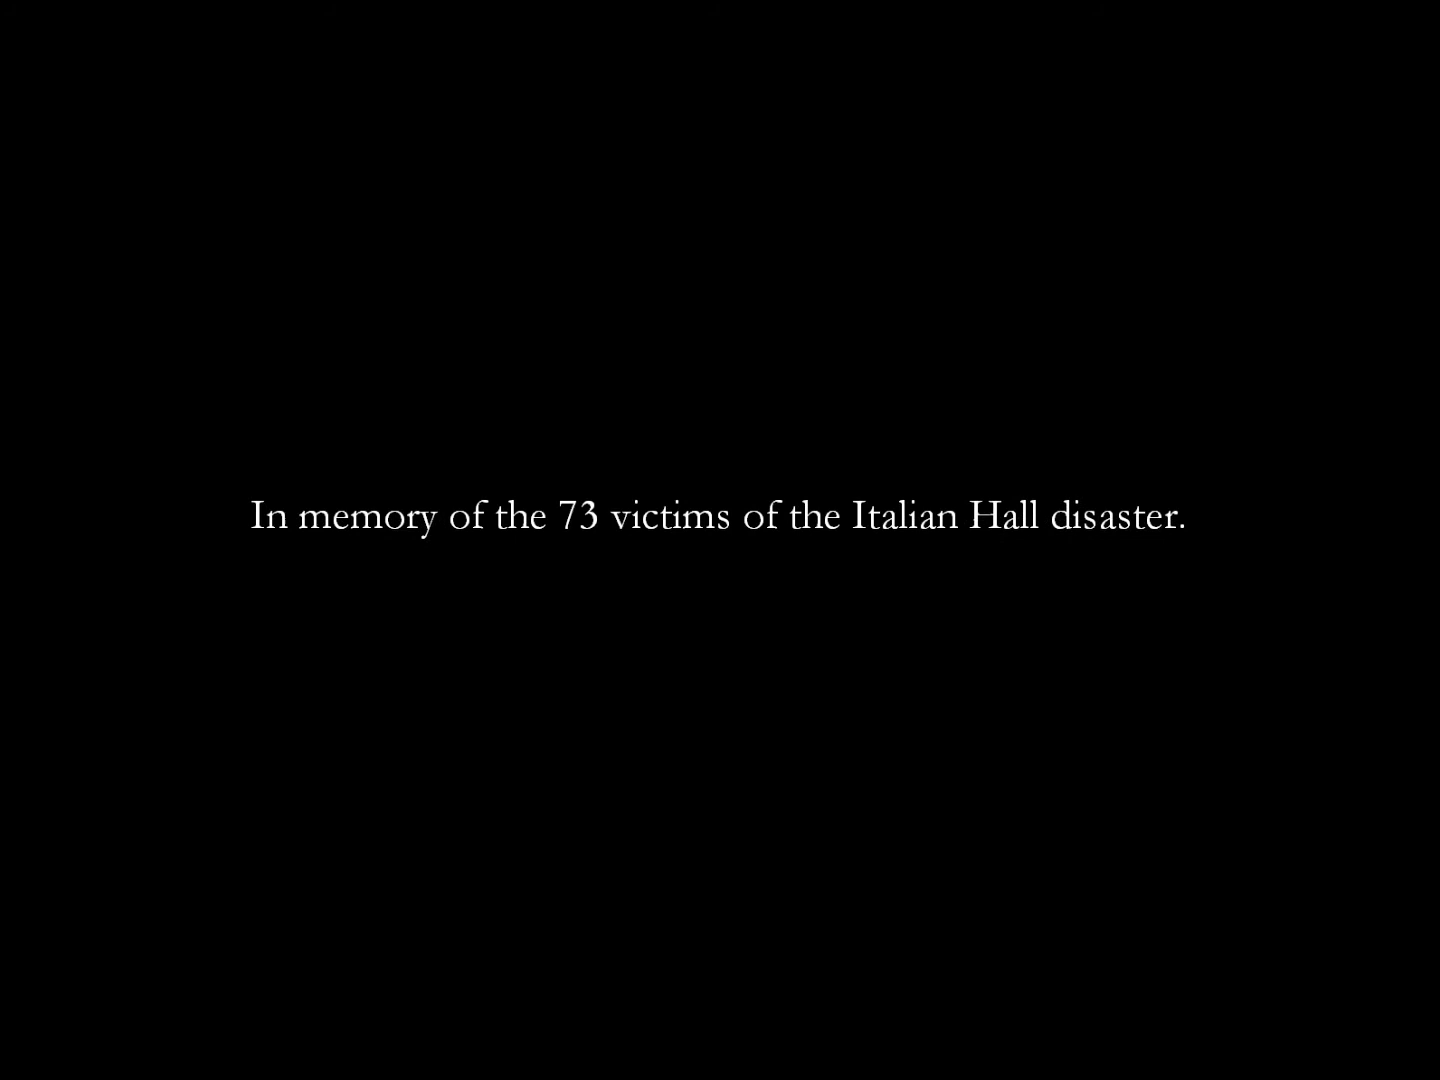 In memory of the 73 victims of the Italian Hall disaster.